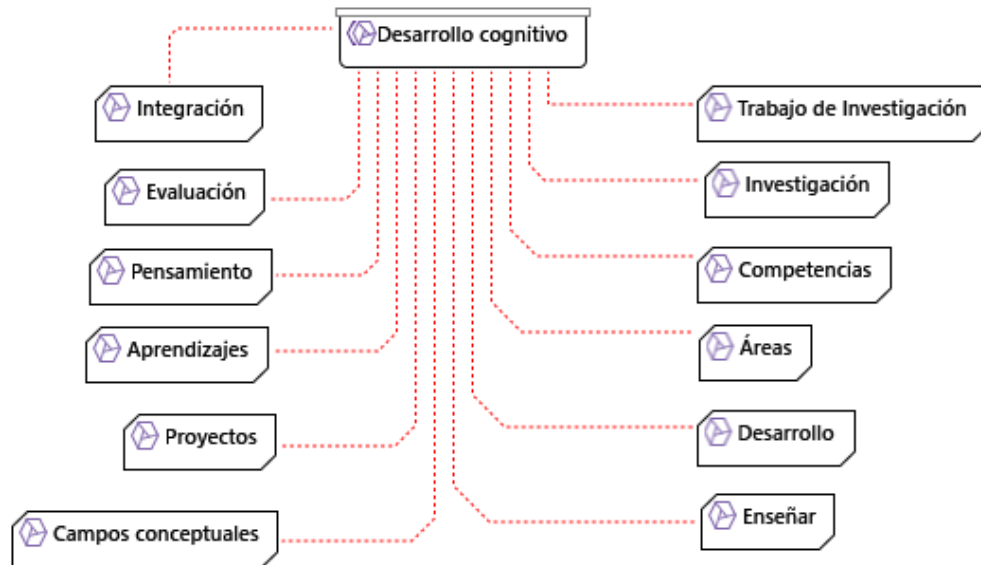 Desarrollo cognitivo
Integración
Evaluación
Pensamiento
Aprendizajes
Proyectos
Campos conceptuales
Trabajo de Investigación
Investigación
Competencias
Áreas
Desarrollo
Enseñar